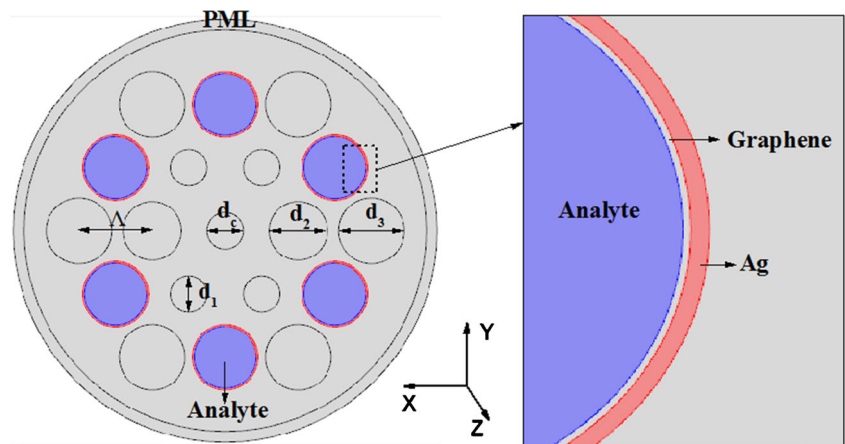 PML
Graphene
Analyte
Λ
d_c
d_2
d_3
Ag
d_1
Analyte
Y
X
Z